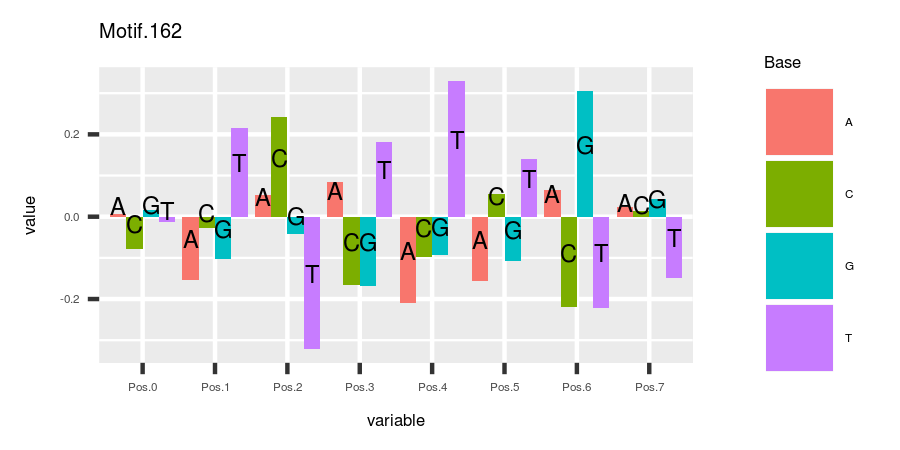 Motif.162
value
0.2
0.0
-0.2
A C G T A C G T A C G T A C G T A C G T A C G T A C G T A C G T
Pos.0 Pos.1 Pos.2 Pos.3 Pos.4 Pos.5 Pos.6 Pos.7
variable
Base
A
C
G
T